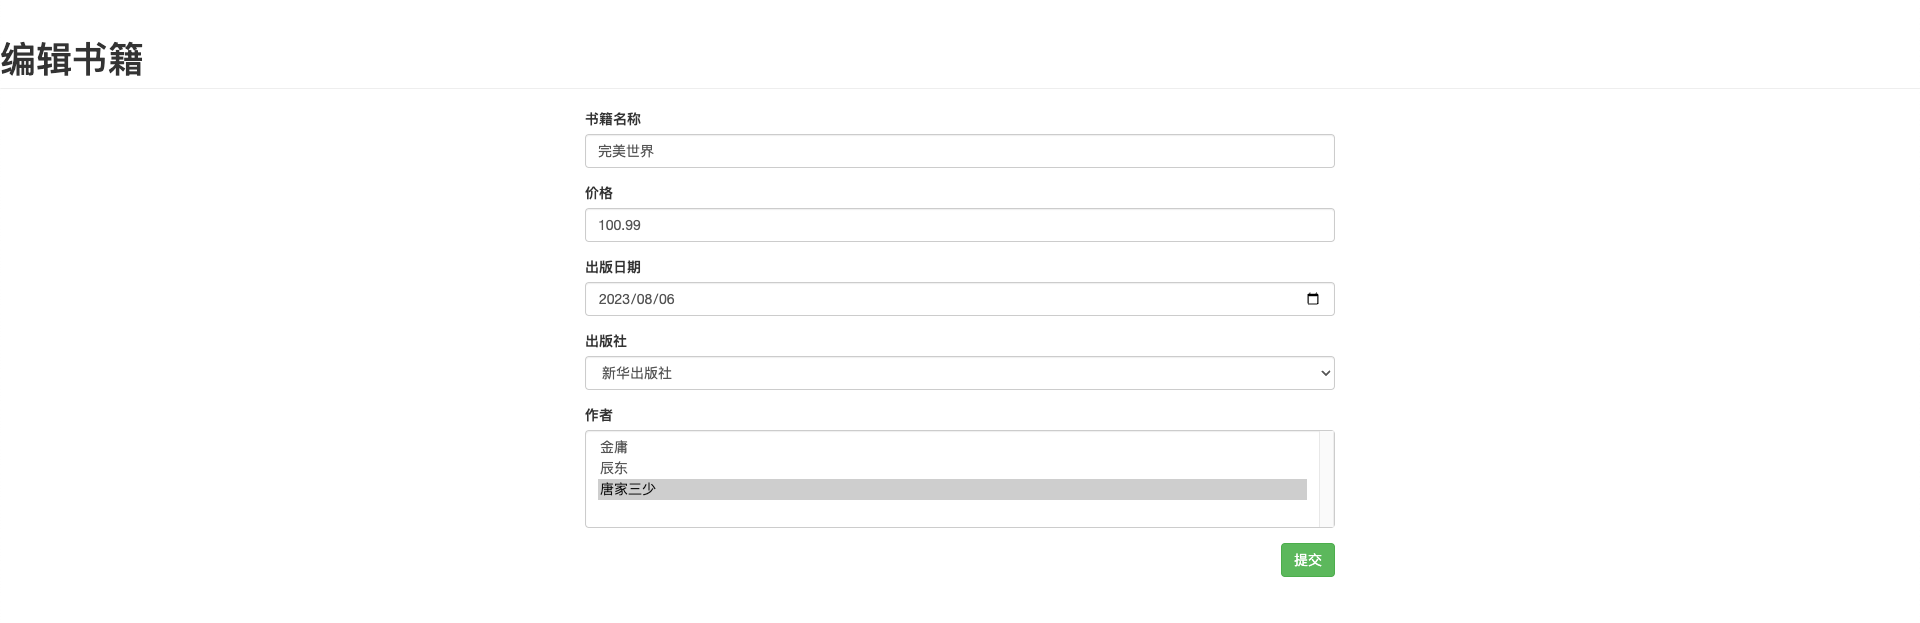 编辑书籍
书籍名称
完美世界
价格
100.99
出版日期
2023/08/06
出版社
新华出版社
作者
金庸
辰东
唐家三少
提交